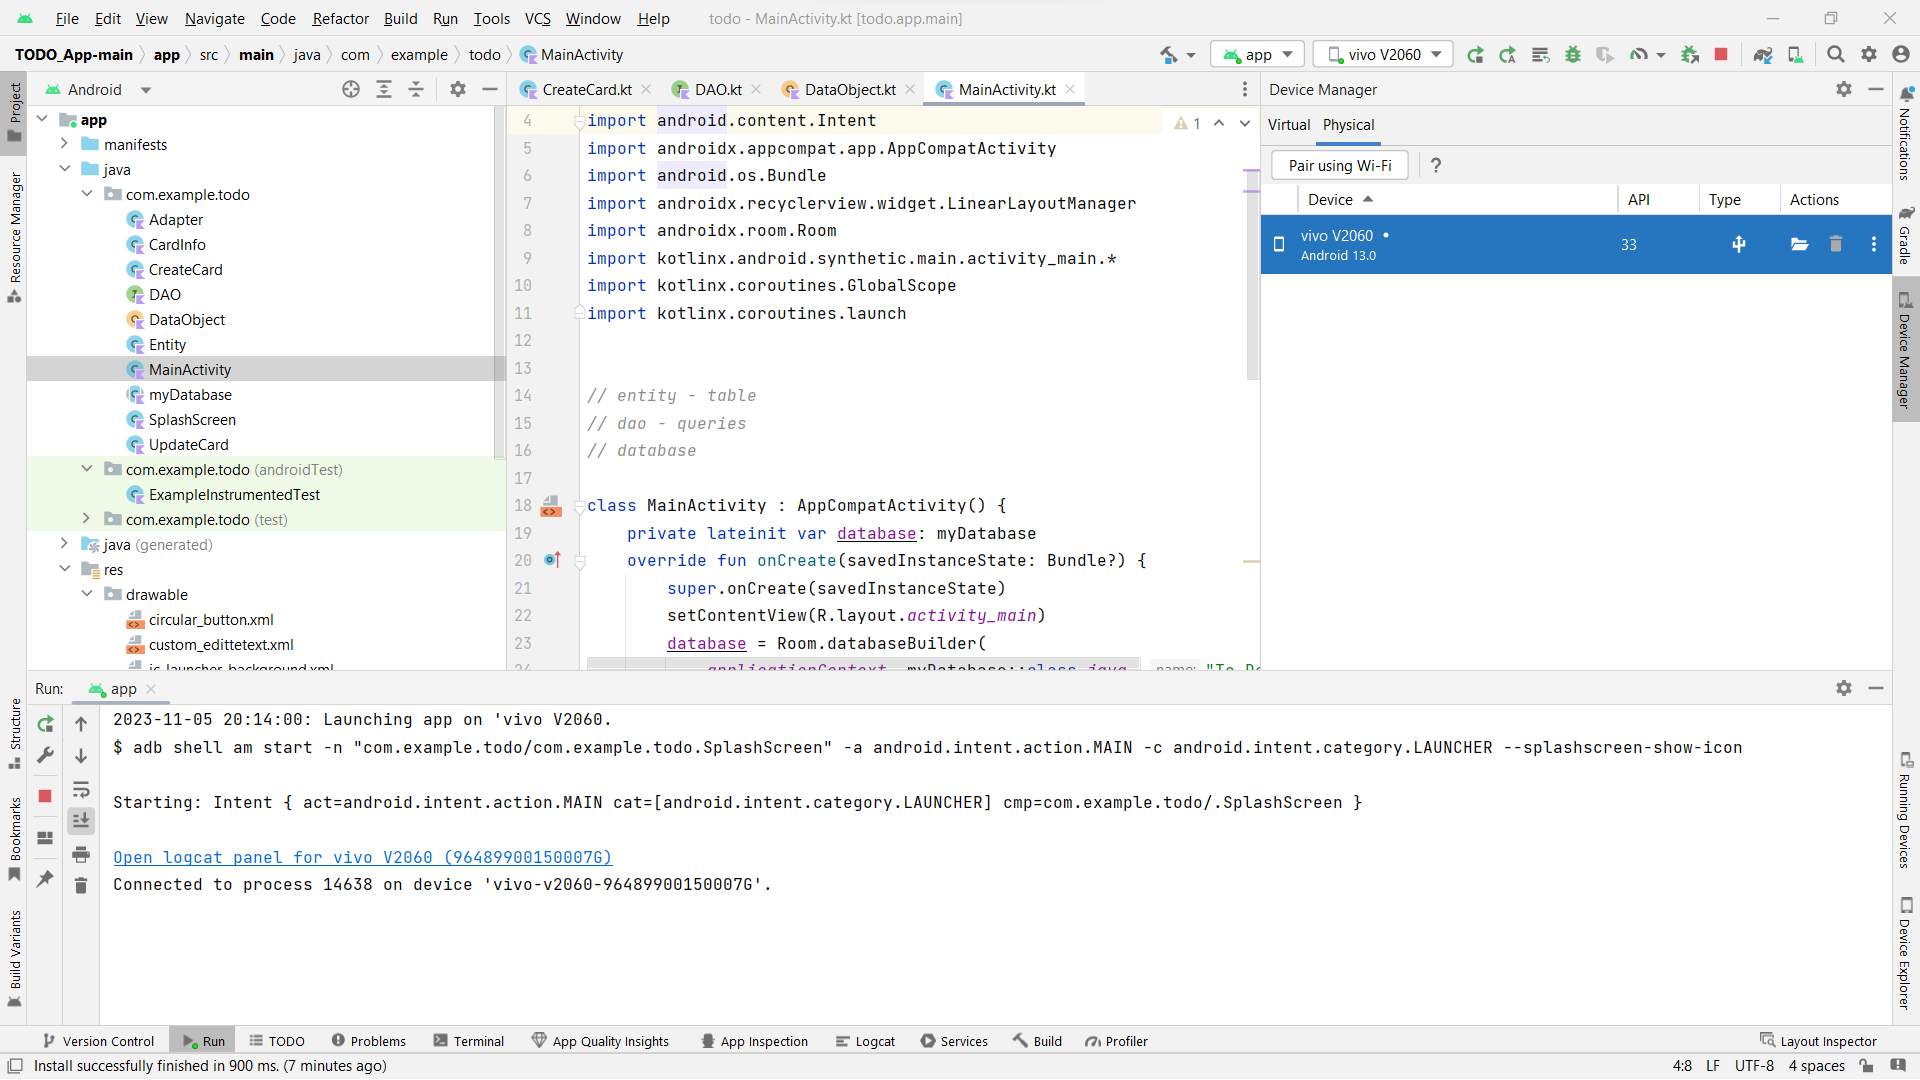 File Edit View Navigate Code Refactor Build Run Tools VCS Window Help todo - MainActivity.kt [todo.app.main]
TODO_App-main app src main java com example todo MainActivity app vivo V2060
Project
Resource Manager
Structure
Bookmarks
Build Variants
Android
app
manifests
java
com.example.todo
Adapter
CardInfo
CreateCard
DAO
DataObject
Entity
MainActivity
myDatabase
SplashScreen
UpdateCard
com.example.todo (androidTest)
ExampleInstrumentedTest
com.example.todo (test)
java (generated)
res
drawable
circular_button.xml
custom_edittetext.xml
ic_launcher_background.xml
CreateCard.kt DAO.kt DataObject.kt MainActivity.kt
1
4 import android.content.Intent
5 import androidx.appcompat.app.AppCompatActivity
6 import android.os.Bundle
7 import androidx.recyclerview.widget.LinearLayoutManager
8 import androidx.room.Room
9 import kotlinx.android.synthetic.main.activity_main.*
10 import kotlinx.coroutines.GlobalScope
11 import kotlinx.coroutines.launch
12
13
14 // entity - table
15 // dao - queries
16 // database
17
18 class MainActivity : AppCompatActivity() {
19 private lateinit var database: myDatabase
20 override fun onCreate(savedInstanceState: Bundle?) {
21 super.onCreate(savedInstanceState)
22 setContentView(R.layout.activity_main)
23 database = Room.databaseBuilder(
24 applicationContext, myDatabase::class.java, name: "To_Do
Device Manager
Virtual Physical
Pair using Wi-Fi ?
Device API Type Actions
vivo V2060 33
Android 13.0
Notifications
Gradle
Device Manager
Running Devices
Device Explorer
Run: app
2023-11-05 20:14:00: Launching app on 'vivo V2060.
$ adb shell am start -n "com.example.todo/com.example.todo.SplashScreen" -a android.intent.action.MAIN -c android.intent.category.LAUNCHER --splashscreen-show-icon
Starting: Intent { act=android.intent.action.MAIN cat=[android.intent.category.LAUNCHER] cmp=com.example.todo/.SplashScreen }
Open logcat panel for vivo V2060 (96489900150007G)
Connected to process 14638 on device 'vivo-v2060-96489900150007G'.
Version Control Run TODO Problems Terminal App Quality Insights App Inspection Logcat Services Build Profiler Layout Inspector
Install successfully finished in 900 ms. (7 minutes ago) 4:8 LF UTF-8 4 spaces